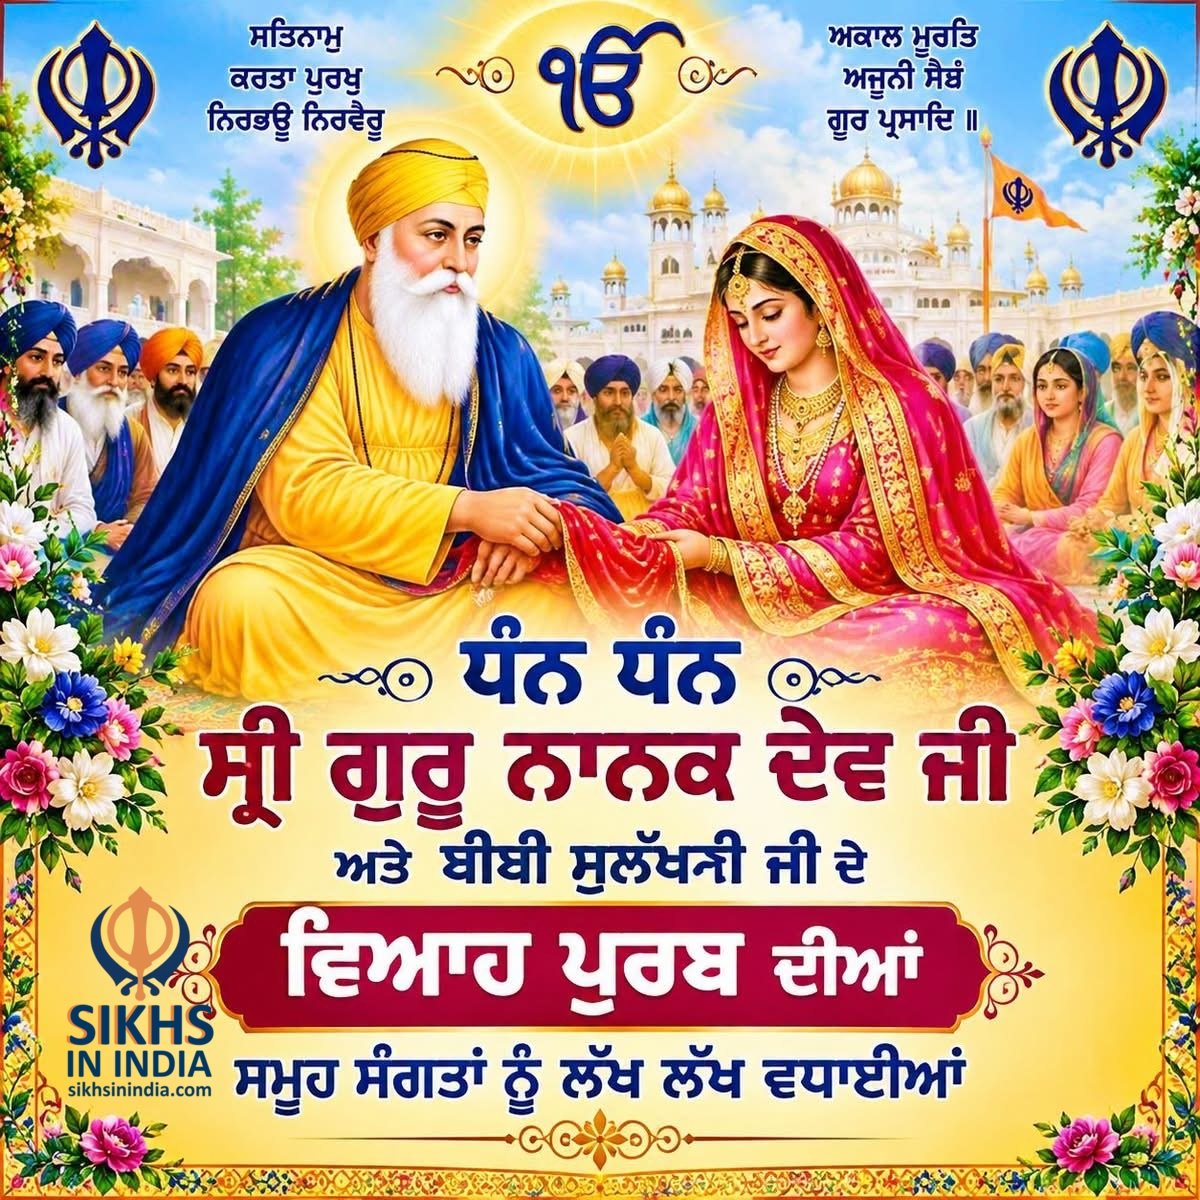 ਸਤਿਨਾਮੁ
ਕਰਤਾ ਪੁਰਖੁ
ਨਿਰਭਊ ਨਿਰਵੈਰੁ
ੴ
ਅਕਾਲ ਮੂਰਤਿ
ਅਜੂਨੀ ਸੈਬੰ
ਗੁਰ ਪ੍ਰਸਾਦਿ ॥
ਧੰਨ ਧੰਨ
ਸ੍ਰੀ ਗੁਰੂ ਨਾਨਕ ਦੇਵ ਜੀ
ਅਤੇ ਬੀਬੀ ਸੁਲੱਖਣੀ ਜੀ ਦੇ
ਵਿਆਹ ਪੁਰਬ ਦੀਆਂ
ਸਮੂਹ ਸੰਗਤਾਂ ਨੂੰ ਲੱਖ ਲੱਖ ਵਧਾਈਆਂ
SIKHS
IN INDIA
sikhsinindia.com